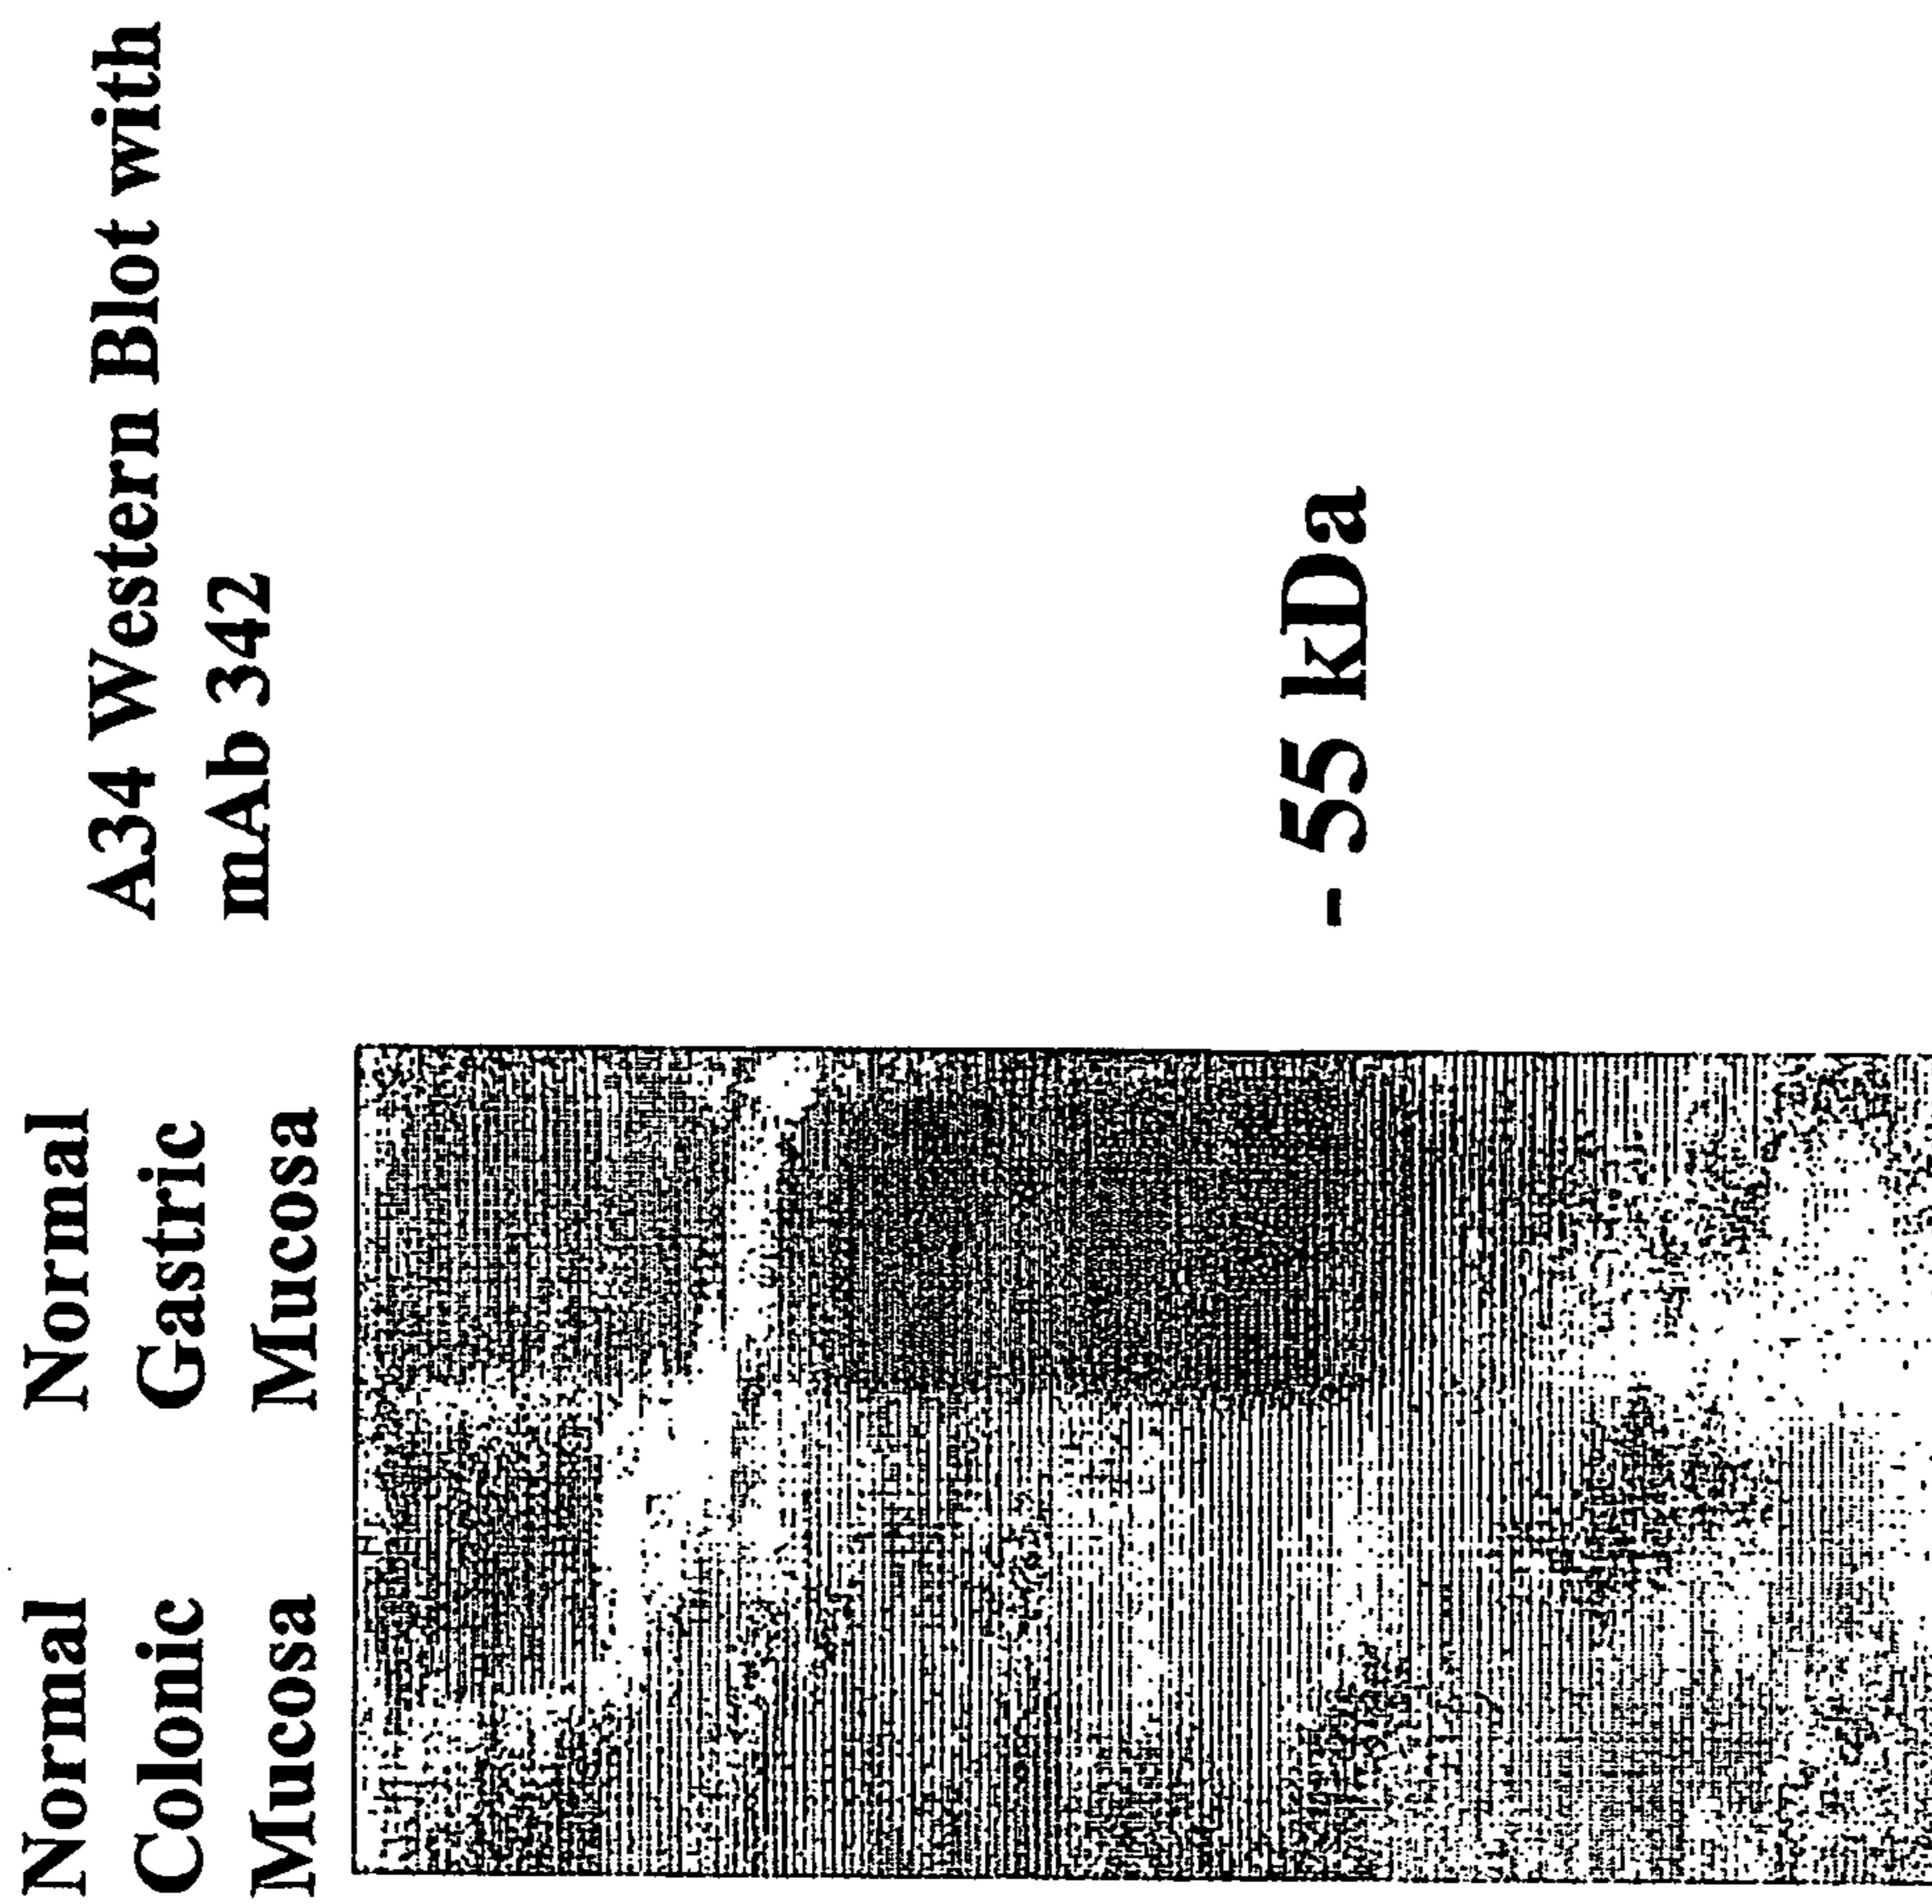 Normal
Colonic
Mucosa
Normal
Gastric
Mucosa
A34 Western Blot with
mAb 342
- 55 kDa